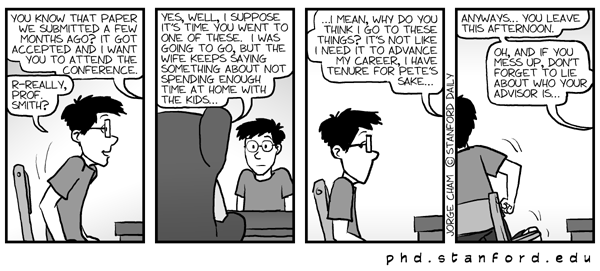 YOU KNOW THAT PAPER
WE SUBMITTED A FEW
MONTHS AGO? IT GOT
ACCEPTED AND I WANT
YOU TO ATTEND THE
CONFERENCE.
R-REALLY,
PROF.
SMITH?
YES, WELL, I SUPPOSE
IT'S TIME YOU WENT TO
ONE OF THESE. I WAS
GOING TO GO, BUT THE
WIFE KEEPS SAYING
SOMETHING ABOUT NOT
SPENDING ENOUGH
TIME AT HOME WITH
THE KIDS...
...I MEAN, WHY DO YOU
THINK I GO TO THESE
THINGS? IT'S NOT LIKE
I NEED IT TO ADVANCE
MY CAREER, I HAVE
TENURE FOR PETE'S
SAKE...
JORGE CHAM © STANFORD DAILY
ANYWAYS... YOU LEAVE
THIS AFTERNOON.
OH, AND IF YOU
MESS UP, DON'T
FORGET TO LIE
ABOUT WHO YOUR
ADVISOR IS...
phd.stanford.edu